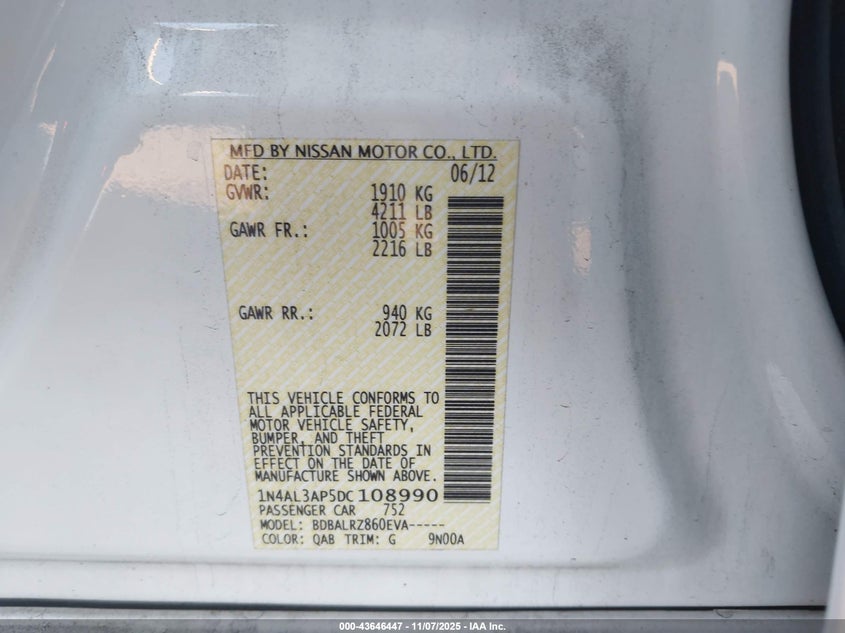 MFD BY NISSAN MOTOR CO., LTD.
DATE: 06/12
GVWR: 1910 KG
4211 LB
GAWR FR.: 1005 KG
2216 LB
GAWR RR.: 940 KG
2072 LB
THIS VEHICLE CONFORMS TO
ALL APPLICABLE FEDERAL
MOTOR VEHICLE SAFETY,
BUMPER, AND THEFT
PREVENTION STANDARDS IN
EFFECT ON THE DATE OF
MANUFACTURE SHOWN ABOVE.
1N4AL3AP5DC108990
PASSENGER CAR 752
MODEL: BDBALRZ860EVA-----
COLOR: QAB TRIM: G 9N00A
000-43646447 - 11/07/2025 - IAA Inc.